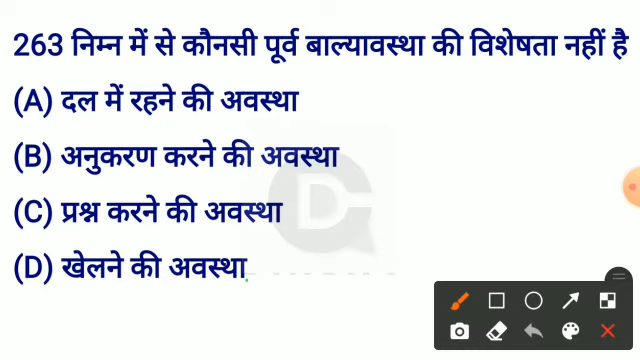 263 निम्न में से कौनसी पूर्व बाल्यावस्था की विशेषता नहीं है
(A) दल में रहने की अवस्था
(B) अनुकरण करने की अवस्था
(C) प्रश्न करने की अवस्था
(D) खेलने की अवस्था